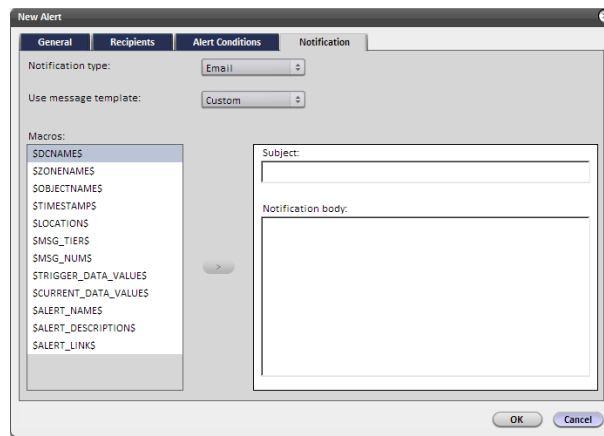 New Alert
General
Recipients
Alert Conditions
Notification
Notification type:
Email
Use message template:
Custom
Macros:
$DCNAME$
$ZONENAME$
$OBJECTNAME$
$TIMESTAMP$
$LOCATION$
$MSG_TIER$
$MSG_NUM$
$TRIGGER_DATA_VALUE$
$CURRENT_DATA_VALUE$
$ALERT_NAME$
$ALERT_DESCRIPTION$
$ALERT_LINK$
>
Subject:
Notification body:
OK
Cancel